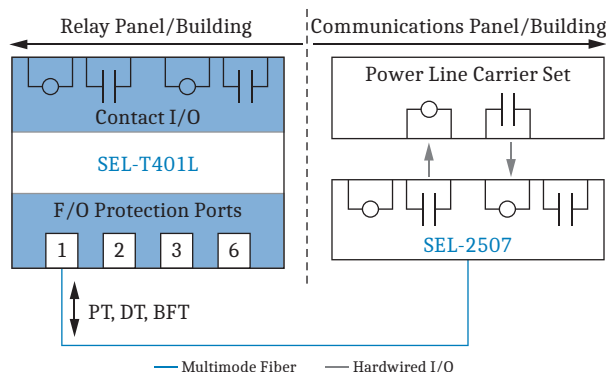 Relay Panel/Building
Communications Panel/Building
Contact I/O
SEL-T401L
F/O Protection Ports
1 2 3 6
PT, DT, BFT
Power Line Carrier Set
SEL-2507
Multimode Fiber
Hardwired I/O